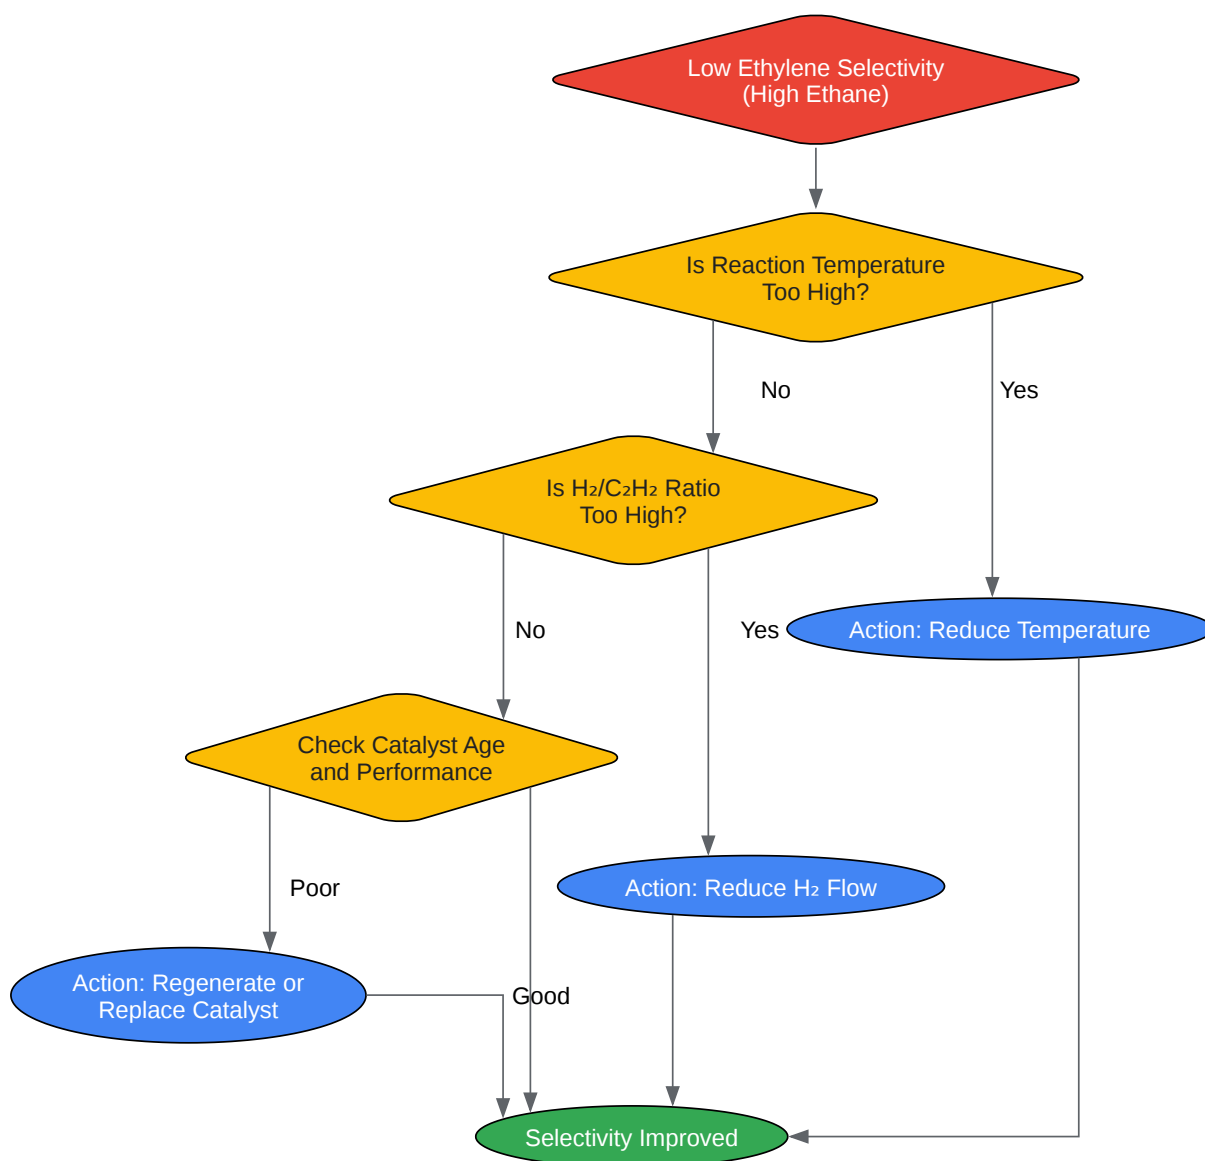 Low Ethylene Selectivity
(High Ethane)
Is Reaction Temperature
Too High?
No
Yes
Is H₂/C₂H₂ Ratio
Too High?
No
Yes
Action: Reduce Temperature
Check Catalyst Age
and Performance
Poor
Action: Reduce H₂ Flow
Action: Regenerate or
Replace Catalyst
Good
Selectivity Improved